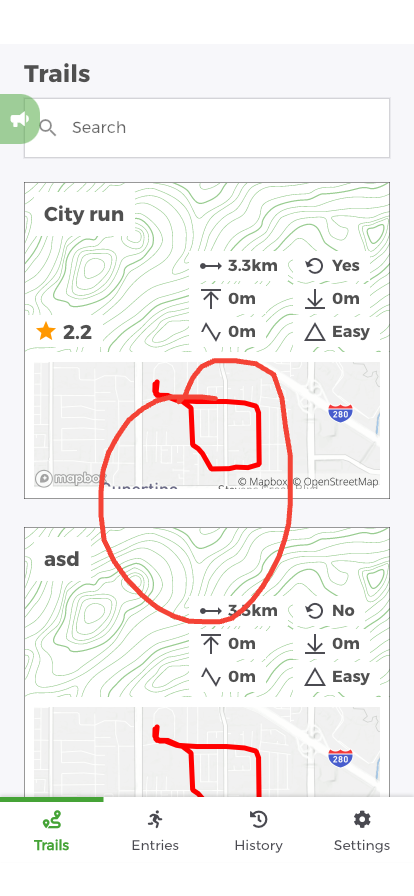 Trails
Search
City run
3.3km Yes
0m 0m
2.2 0m Easy
280
mapbox Cupertino © Mapbox © OpenStreetMap
asd
3.3km No
0m 0m
0m Easy
280
Trails Entries History Settings